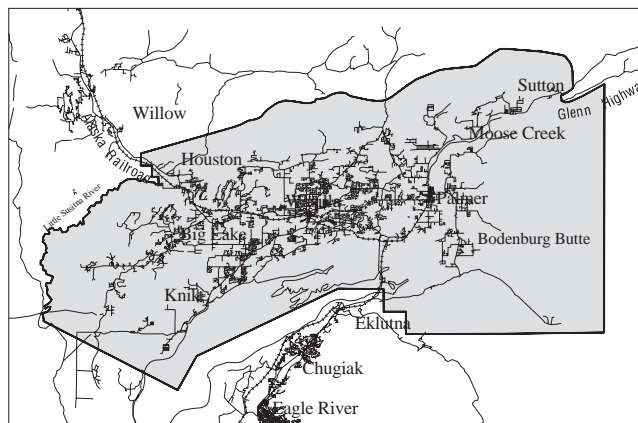 Sutton
Glenn Highway
Willow
Moose Creek
Alaska Railroad
Houston
Little Susitna River
Wasilla
Palmer
Big Lake
Bodenburg Butte
Knik
Eklutna
Chugiak
Eagle River